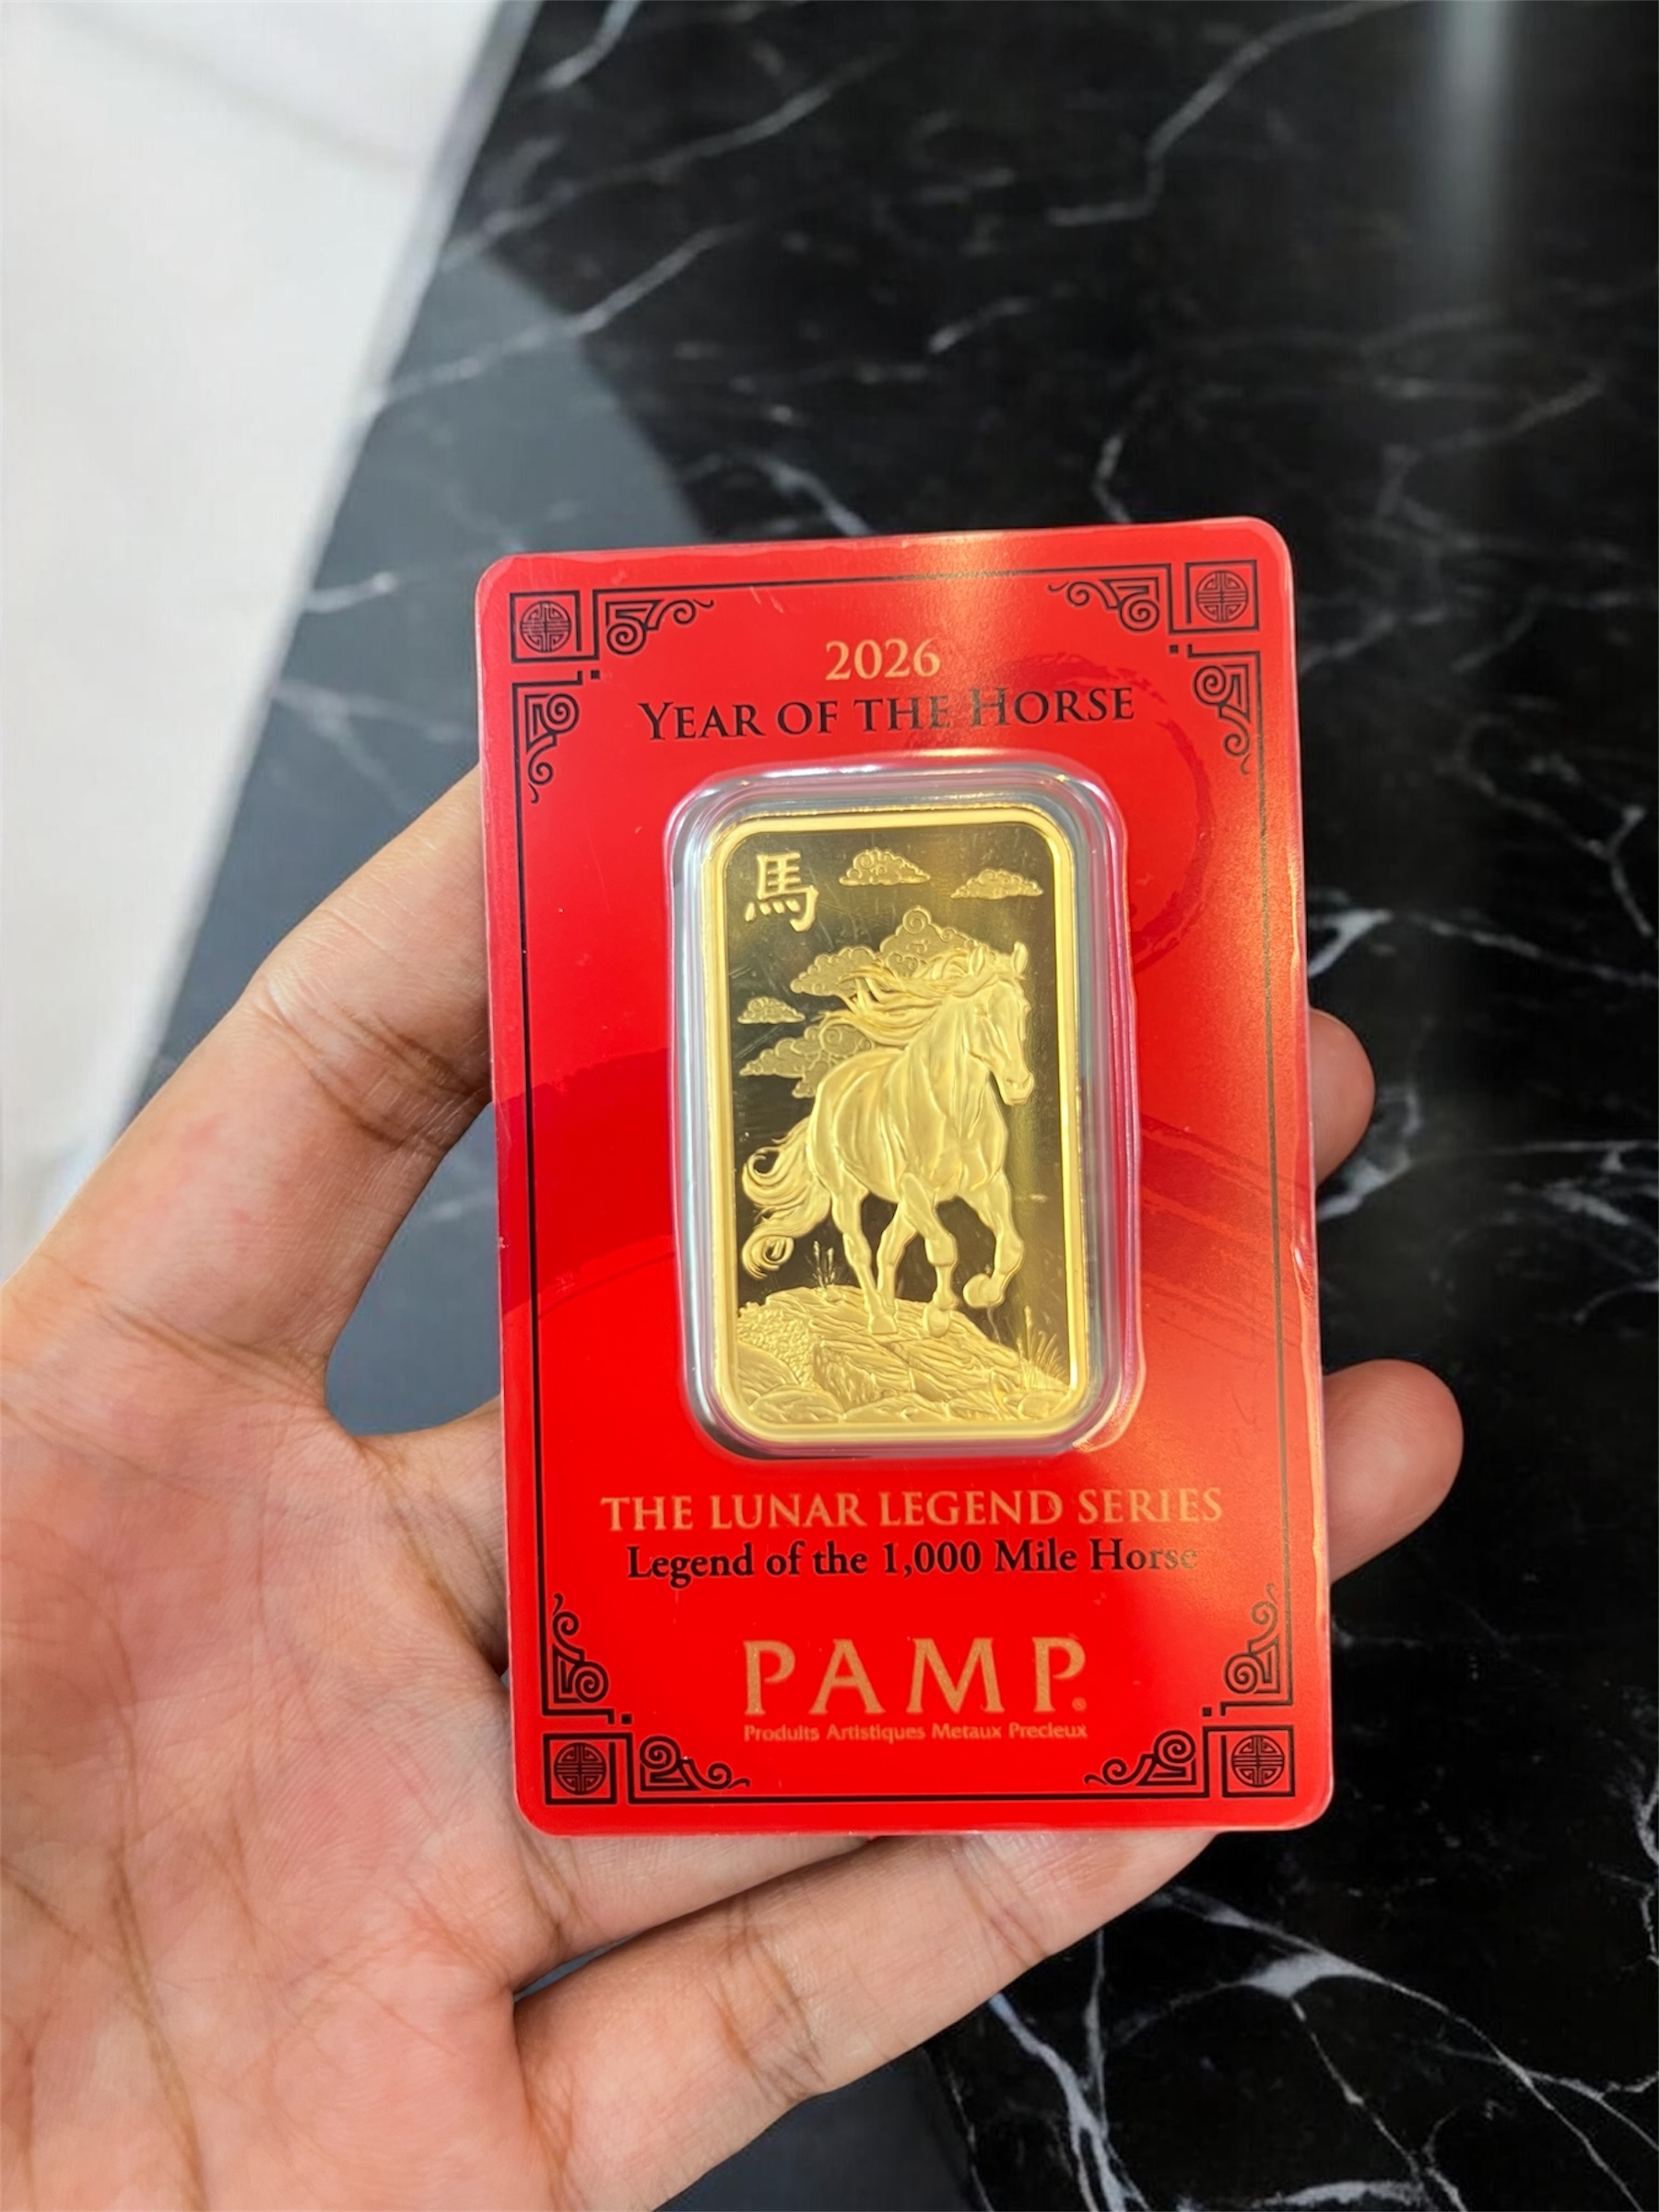 2026
YEAR OF THE HORSE
馬
THE LUNAR LEGEND SERIES
Legend of the 1,000 Mile Horse
PAMP®
Produits Artistiques Metaux Precieux